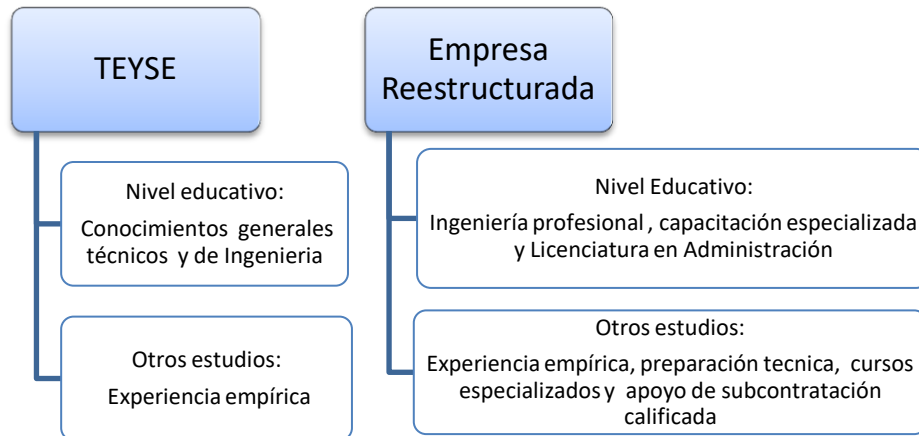 TEYSE
Nivel educativo:
Conocimientos generales
técnicos y de Ingenieria
Otros estudios:
Experiencia empírica
Empresa
Reestructurada
Nivel Educativo:
Ingeniería profesional , capacitación especializada
y Licenciatura en Administración
Otros estudios:
Experiencia empírica, preparación tecnica, cursos
especializados y apoyo de subcontratación
calificada